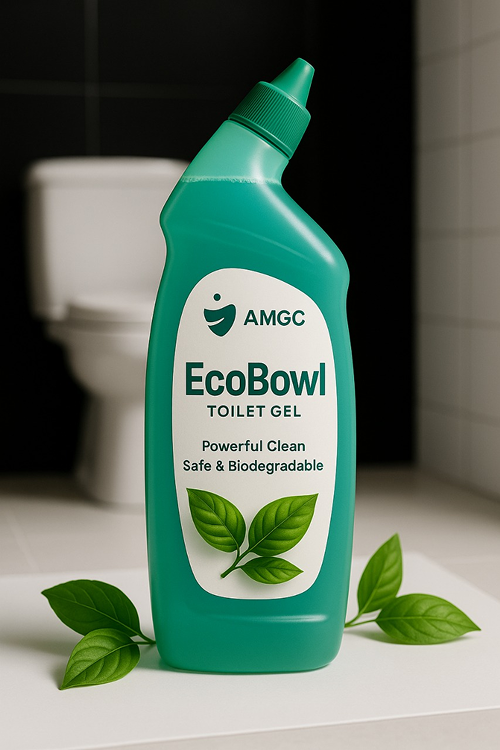 AMGC
EcoBowl
TOILET GEL
Powerful Clean
Safe & Biodegradable